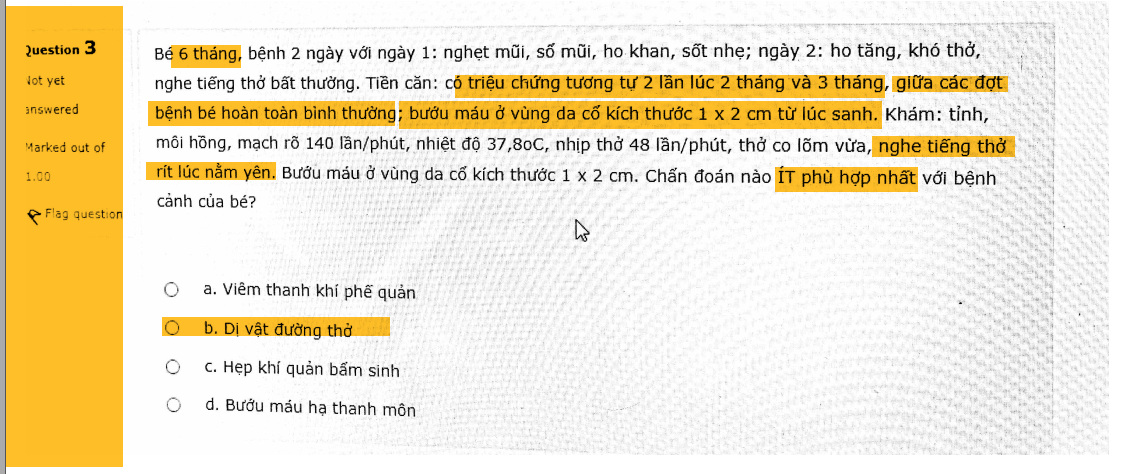 Question 3
Not yet
answered
Marked out of
1.00
Flag question
Bé 6 tháng, bệnh 2 ngày với ngày 1: nghẹt mũi, sổ mũi, ho khan, sốt nhẹ; ngày 2: ho tăng, khó thở,
nghe tiếng thở bất thường. Tiền căn: có triệu chứng tương tự 2 lần lúc 2 tháng và 3 tháng, giữa các đợt
bệnh bé hoàn toàn bình thường; bướu máu ở vùng da cổ kích thước 1 x 2 cm từ lúc sanh. Khám: tỉnh,
môi hồng, mạch rõ 140 lần/phút, nhiệt độ 37,8oC, nhịp thở 48 lần/phút, thở co lõm vừa, nghe tiếng thở
rít lúc nằm yên. Bướu máu ở vùng da cổ kích thước 1 x 2 cm. Chẩn đoán nào ÍT phù hợp nhất với bệnh
cảnh của bé?
a. Viêm thanh khí phế quản
b. Dị vật đường thở
c. Hẹp khí quản bẩm sinh
d. Bướu máu hạ thanh môn